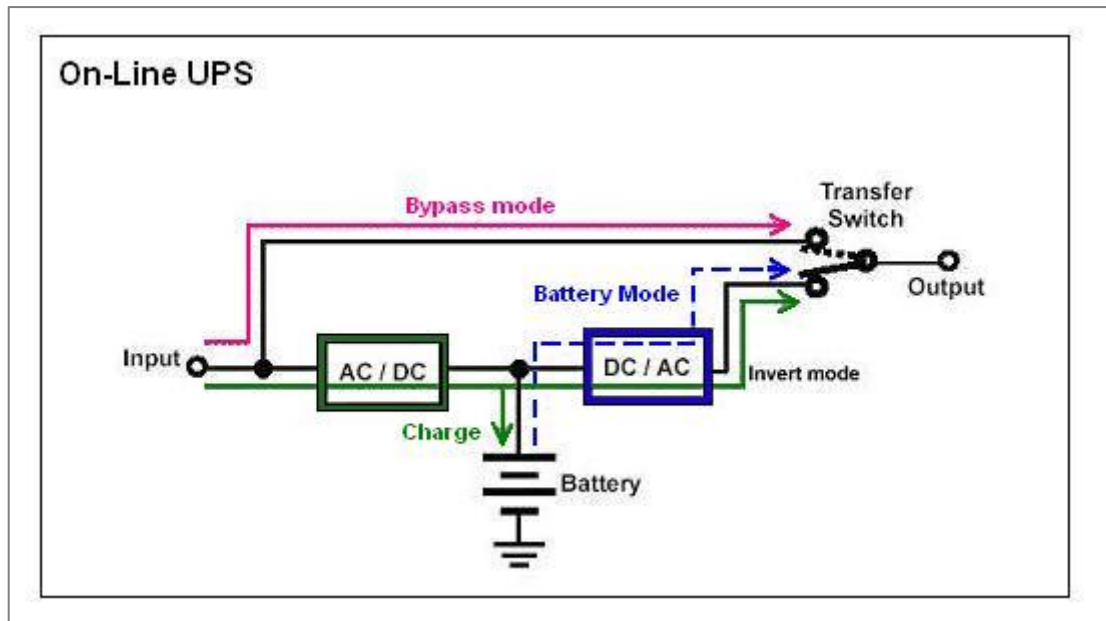 On-Line UPS
Transfer
Switch
Bypass mode
Battery Mode
Output
Input
AC / DC
DC / AC
Invert mode
Charge
Battery